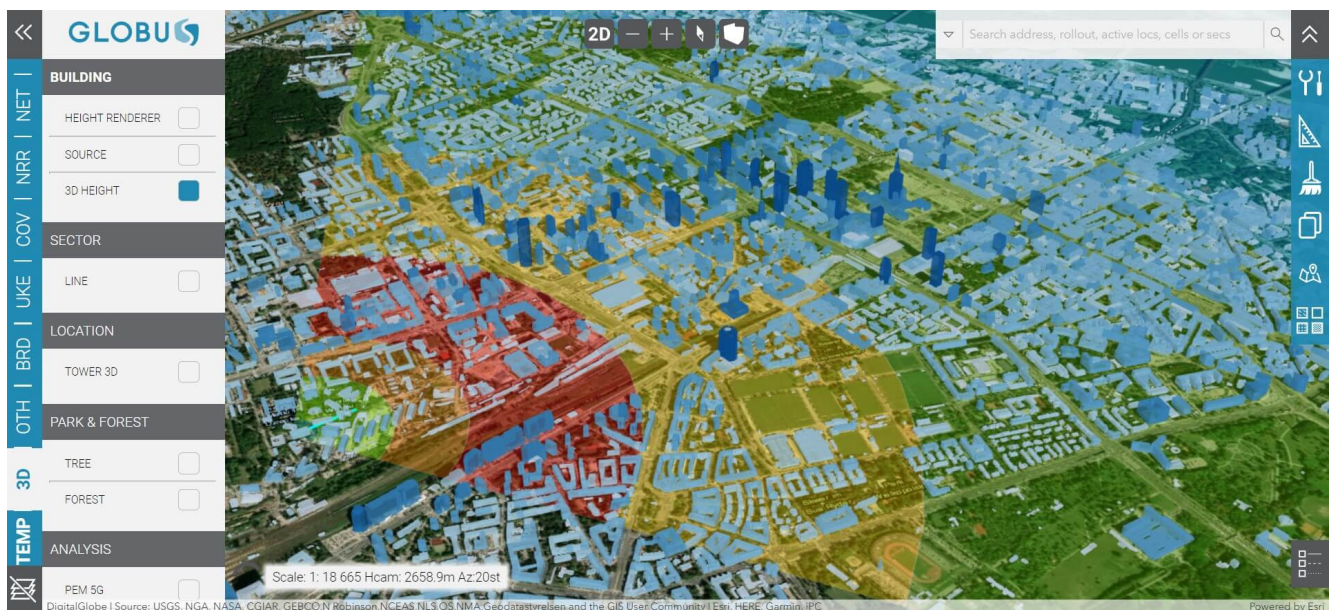 GLOBUS
2D
Search address, rollout, active locs, cells or secs
BUILDING
HEIGHT RENDERER
SOURCE
3D HEIGHT
SECTOR
LINE
LOCATION
TOWER 3D
PARK & FOREST
TREE
FOREST
ANALYSIS
PEM 5G
TEMP
3D
OTH | BRD | UKE | COV | NRR | NET |
Scale: 1: 18 665 Hcam: 2658.9m Az:20st
DigitalGlobe | Source: USGS, NGA, NASA, CGIAR, GEBCO,N Robinson,NCEAS,NLS,OS,NMA,Geodatastyrelsen and the GIS User Community | Esri, HERE, Garmin, iPC
Powered by Esri